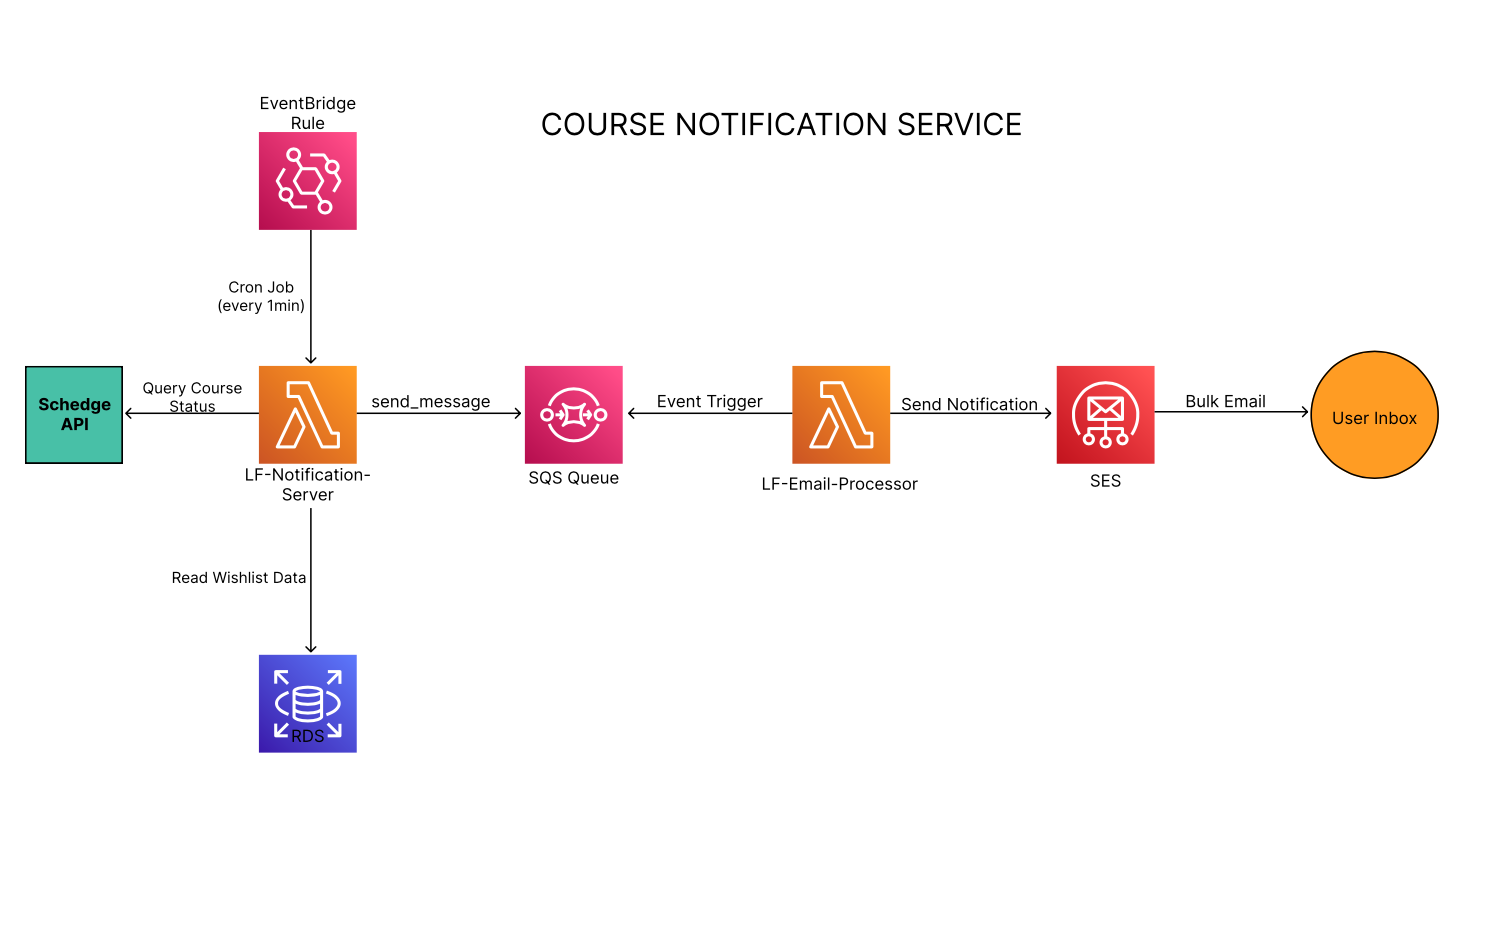 EventBridge
Rule
COURSE NOTIFICATION SERVICE
Cron Job
(every 1min)
Schedge
API
Query Course
Status
send_message
Event Trigger
Send Notification
Bulk Email
User Inbox
LF-Notification-
Server
SQS Queue
LF-Email-Processor
SES
Read Wishlist Data
RDS